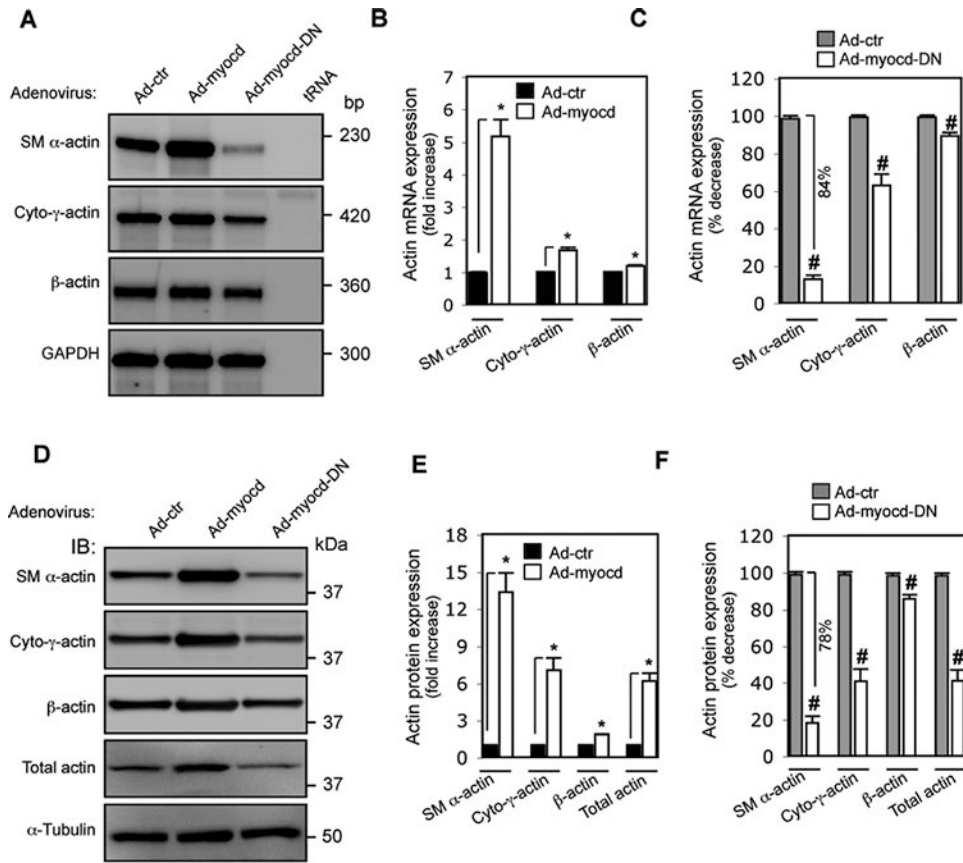 A
Adenovirus:
Ad-ctr
Ad-myocd
Ad-myocd-DN
tRNA
bp
SM α-actin
230
Cyto-γ-actin
420
β-actin
360
GAPDH
300
B
Ad-ctr
Ad-myocd
Actin mRNA expression
(fold increase)
7
6
5
4
3
2
1
0
*
*
*
SM α-actin
Cyto-γ-actin
β-actin
C
Ad-ctr
Ad-myocd-DN
Actin mRNA expression
(% decrease)
120
100
80
60
40
20
0
84%
#
#
#
SM α-actin
Cyto-γ-actin
β-actin
D
Adenovirus:
Ad-ctr
Ad-myocd
Ad-myocd-DN
IB:
kDa
SM α-actin
37
Cyto-γ-actin
37
β-actin
37
Total actin
37
α-Tubulin
50
E
Ad-ctr
Ad-myocd
Actin protein expression
(fold increase)
18
15
12
9
6
3
0
*
*
*
*
SM α-actin
Cyto-γ-actin
β-actin
Total actin
F
Ad-ctr
Ad-myocd-DN
Actin protein expression
(% decrease)
120
100
80
60
40
20
0
78%
#
#
#
#
SM α-actin
Cyto-γ-actin
β-actin
Total actin